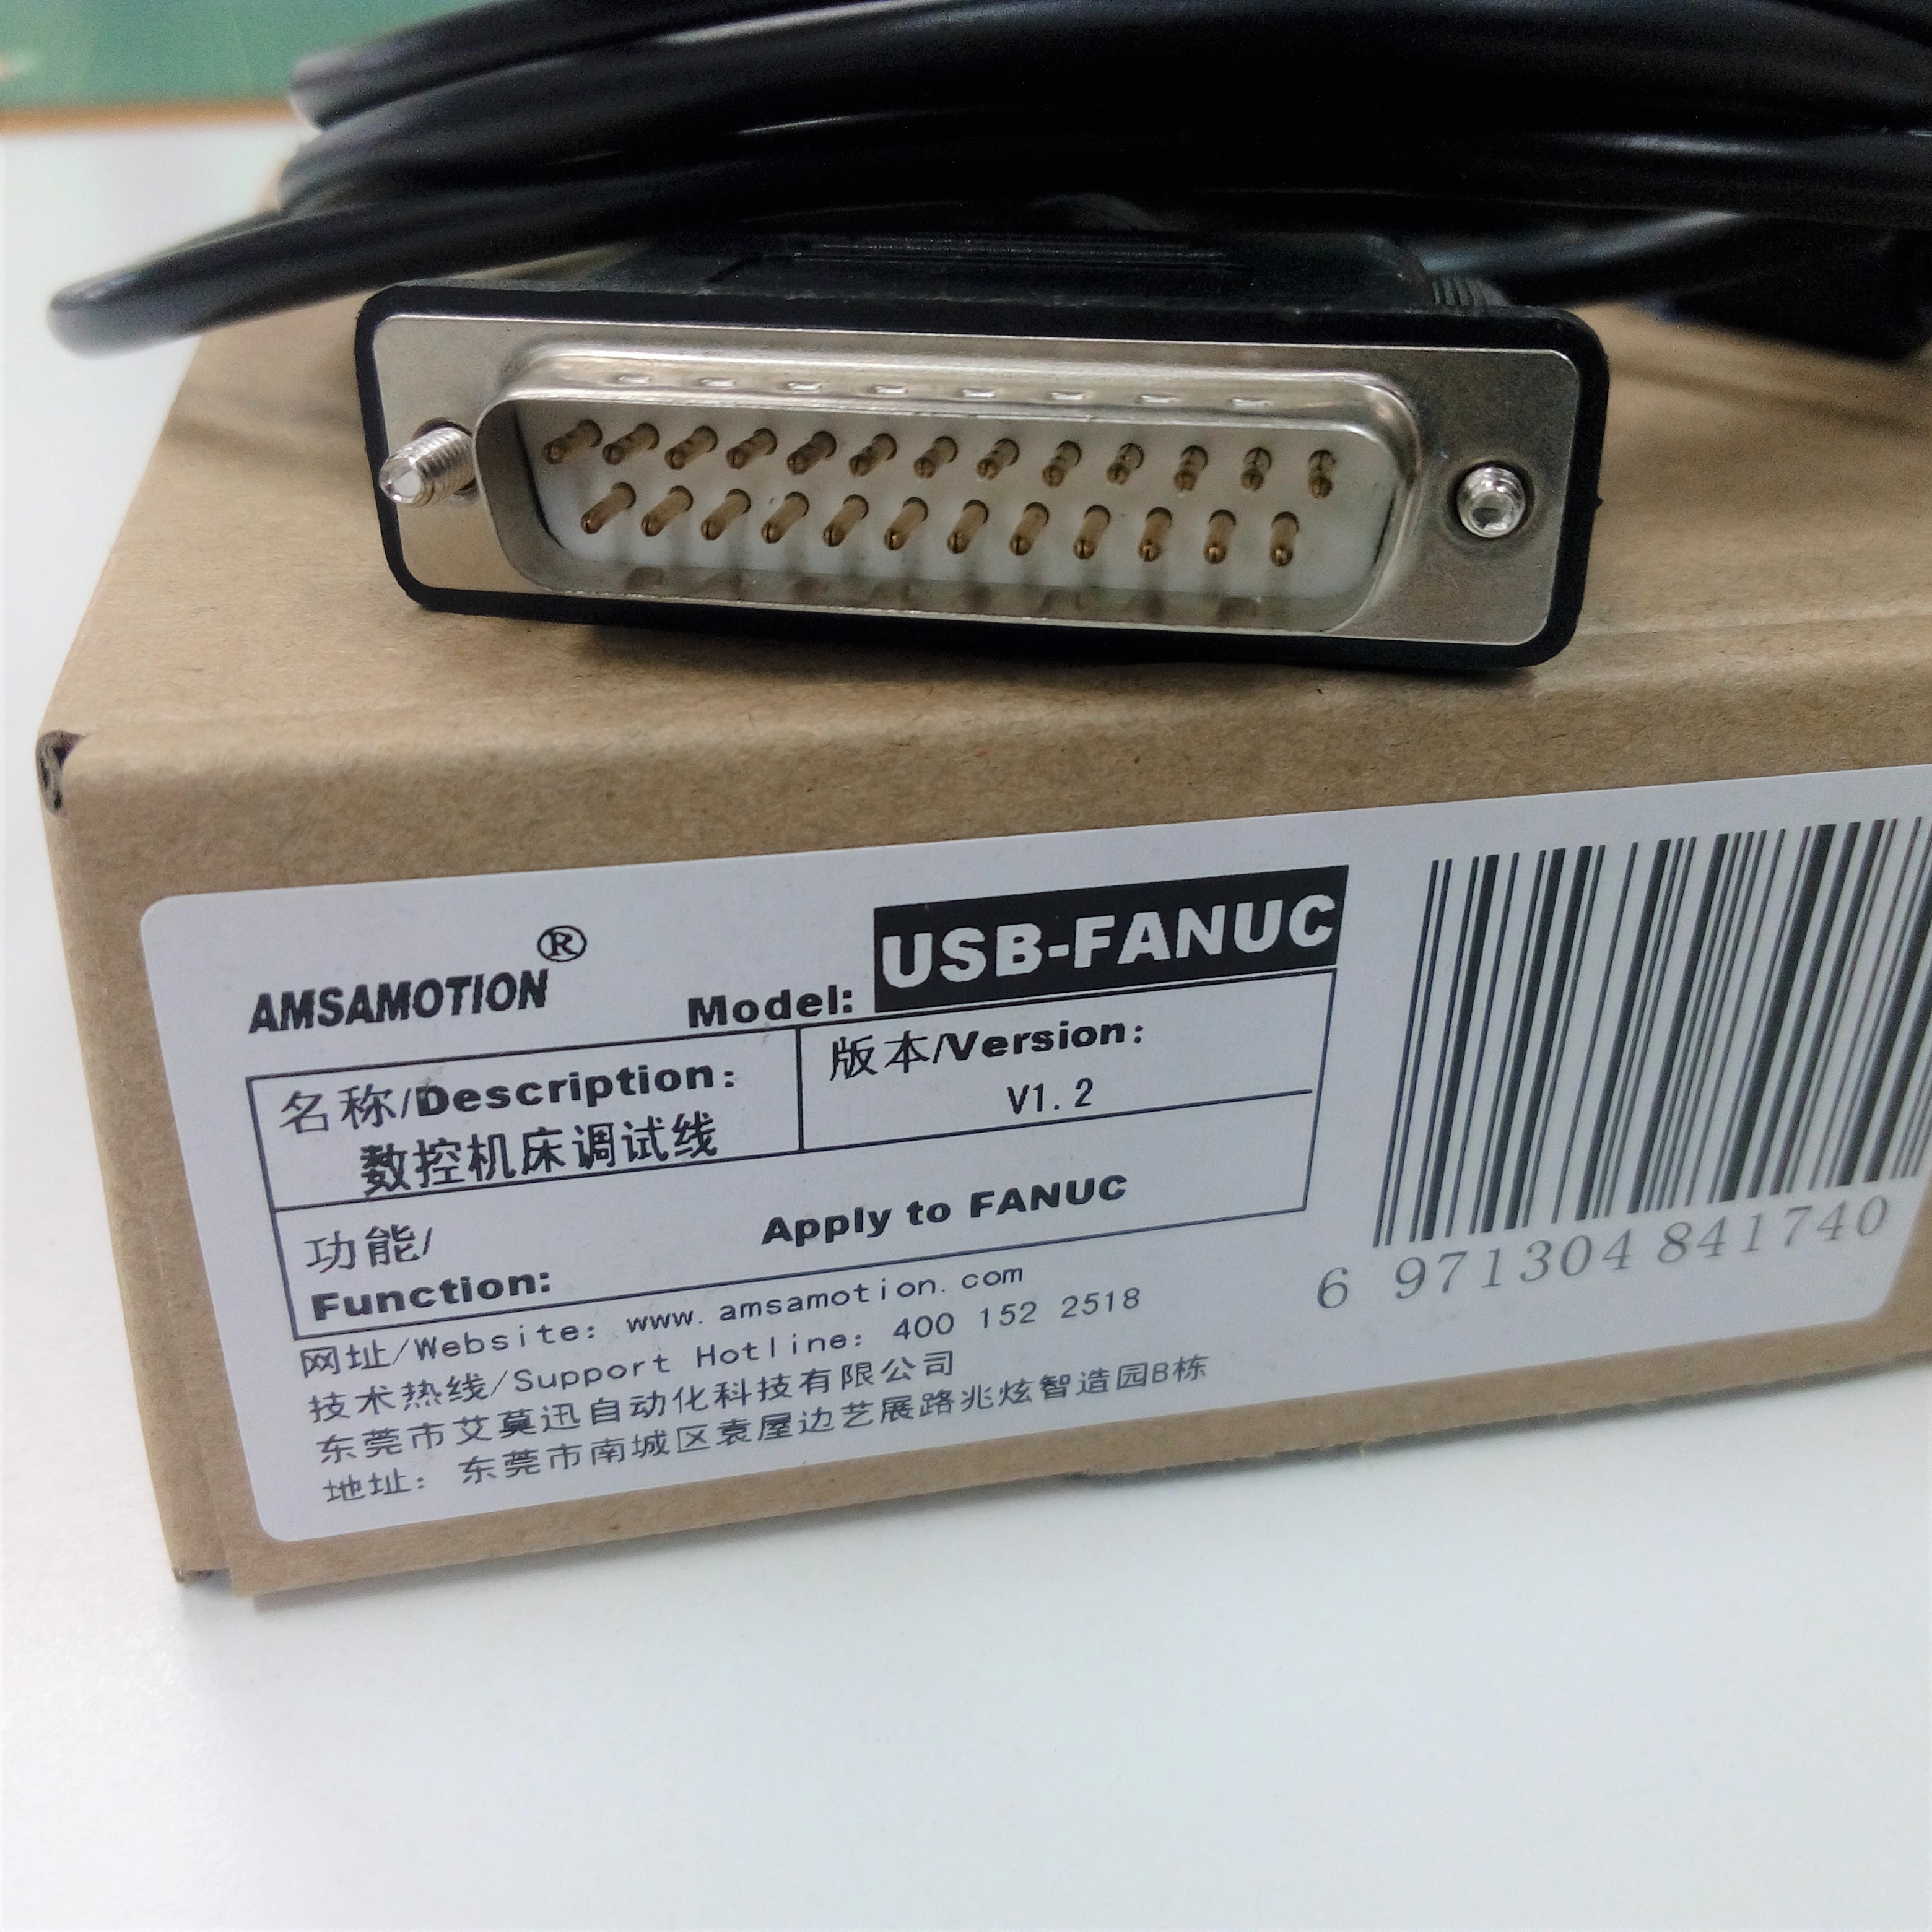 AMSAMOTION®
Model: USB-FANUC
名称/Description:
数控机床调试线
版本/Version:
V1.2
功能/
Function:
Apply to FANUC
网址/Website: www.amsamotion.com
技术热线/Support Hotline: 400 152 2518
东莞市艾莫迅自动化科技有限公司
地址: 东莞市南城区袁屋边艺展路兆炫智造园B栋
6 971304 841740